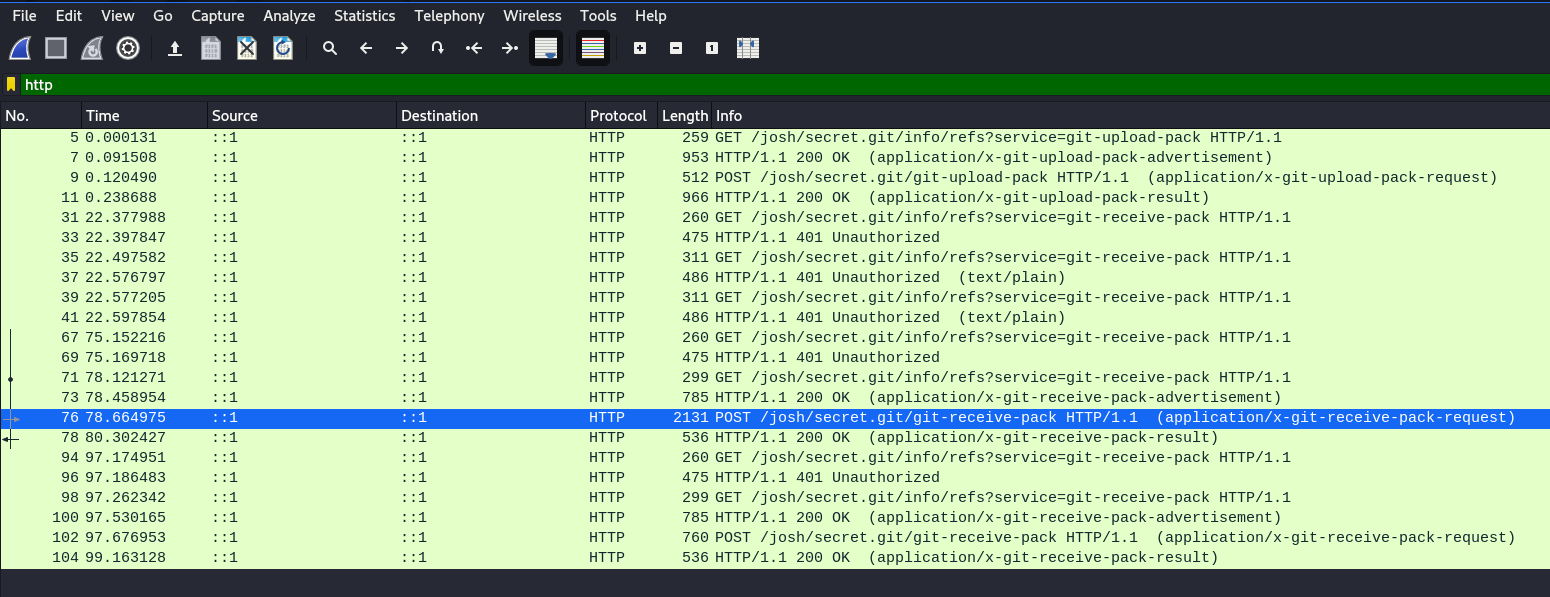 File Edit View Go Capture Analyze Statistics Telephony Wireless Tools Help
http
No. Time Source Destination Protocol Length Info
5 0.000131 ::1 ::1 HTTP 259 GET /josh/secret.git/info/refs?service=git-upload-pack HTTP/1.1
7 0.091508 ::1 ::1 HTTP 953 HTTP/1.1 200 OK (application/x-git-upload-pack-advertisement)
9 0.120490 ::1 ::1 HTTP 512 POST /josh/secret.git/git-upload-pack HTTP/1.1 (application/x-git-upload-pack-request)
11 0.238688 ::1 ::1 HTTP 966 HTTP/1.1 200 OK (application/x-git-upload-pack-result)
31 22.377988 ::1 ::1 HTTP 260 GET /josh/secret.git/info/refs?service=git-receive-pack HTTP/1.1
33 22.397847 ::1 ::1 HTTP 475 HTTP/1.1 401 Unauthorized
35 22.497582 ::1 ::1 HTTP 311 GET /josh/secret.git/info/refs?service=git-receive-pack HTTP/1.1
37 22.576797 ::1 ::1 HTTP 486 HTTP/1.1 401 Unauthorized (text/plain)
39 22.577205 ::1 ::1 HTTP 311 GET /josh/secret.git/info/refs?service=git-receive-pack HTTP/1.1
41 22.597854 ::1 ::1 HTTP 486 HTTP/1.1 401 Unauthorized (text/plain)
67 75.152216 ::1 ::1 HTTP 260 GET /josh/secret.git/info/refs?service=git-receive-pack HTTP/1.1
69 75.169718 ::1 ::1 HTTP 475 HTTP/1.1 401 Unauthorized
71 78.121271 ::1 ::1 HTTP 299 GET /josh/secret.git/info/refs?service=git-receive-pack HTTP/1.1
73 78.458954 ::1 ::1 HTTP 785 HTTP/1.1 200 OK (application/x-git-receive-pack-advertisement)
76 78.664975 ::1 ::1 HTTP 2131 POST /josh/secret.git/git-receive-pack HTTP/1.1 (application/x-git-receive-pack-request)
78 80.302427 ::1 ::1 HTTP 536 HTTP/1.1 200 OK (application/x-git-receive-pack-result)
94 97.174951 ::1 ::1 HTTP 260 GET /josh/secret.git/info/refs?service=git-receive-pack HTTP/1.1
96 97.186483 ::1 ::1 HTTP 475 HTTP/1.1 401 Unauthorized
98 97.262342 ::1 ::1 HTTP 299 GET /josh/secret.git/info/refs?service=git-receive-pack HTTP/1.1
100 97.530165 ::1 ::1 HTTP 785 HTTP/1.1 200 OK (application/x-git-receive-pack-advertisement)
102 97.676953 ::1 ::1 HTTP 760 POST /josh/secret.git/git-receive-pack HTTP/1.1 (application/x-git-receive-pack-request)
104 99.163128 ::1 ::1 HTTP 536 HTTP/1.1 200 OK (application/x-git-receive-pack-result)